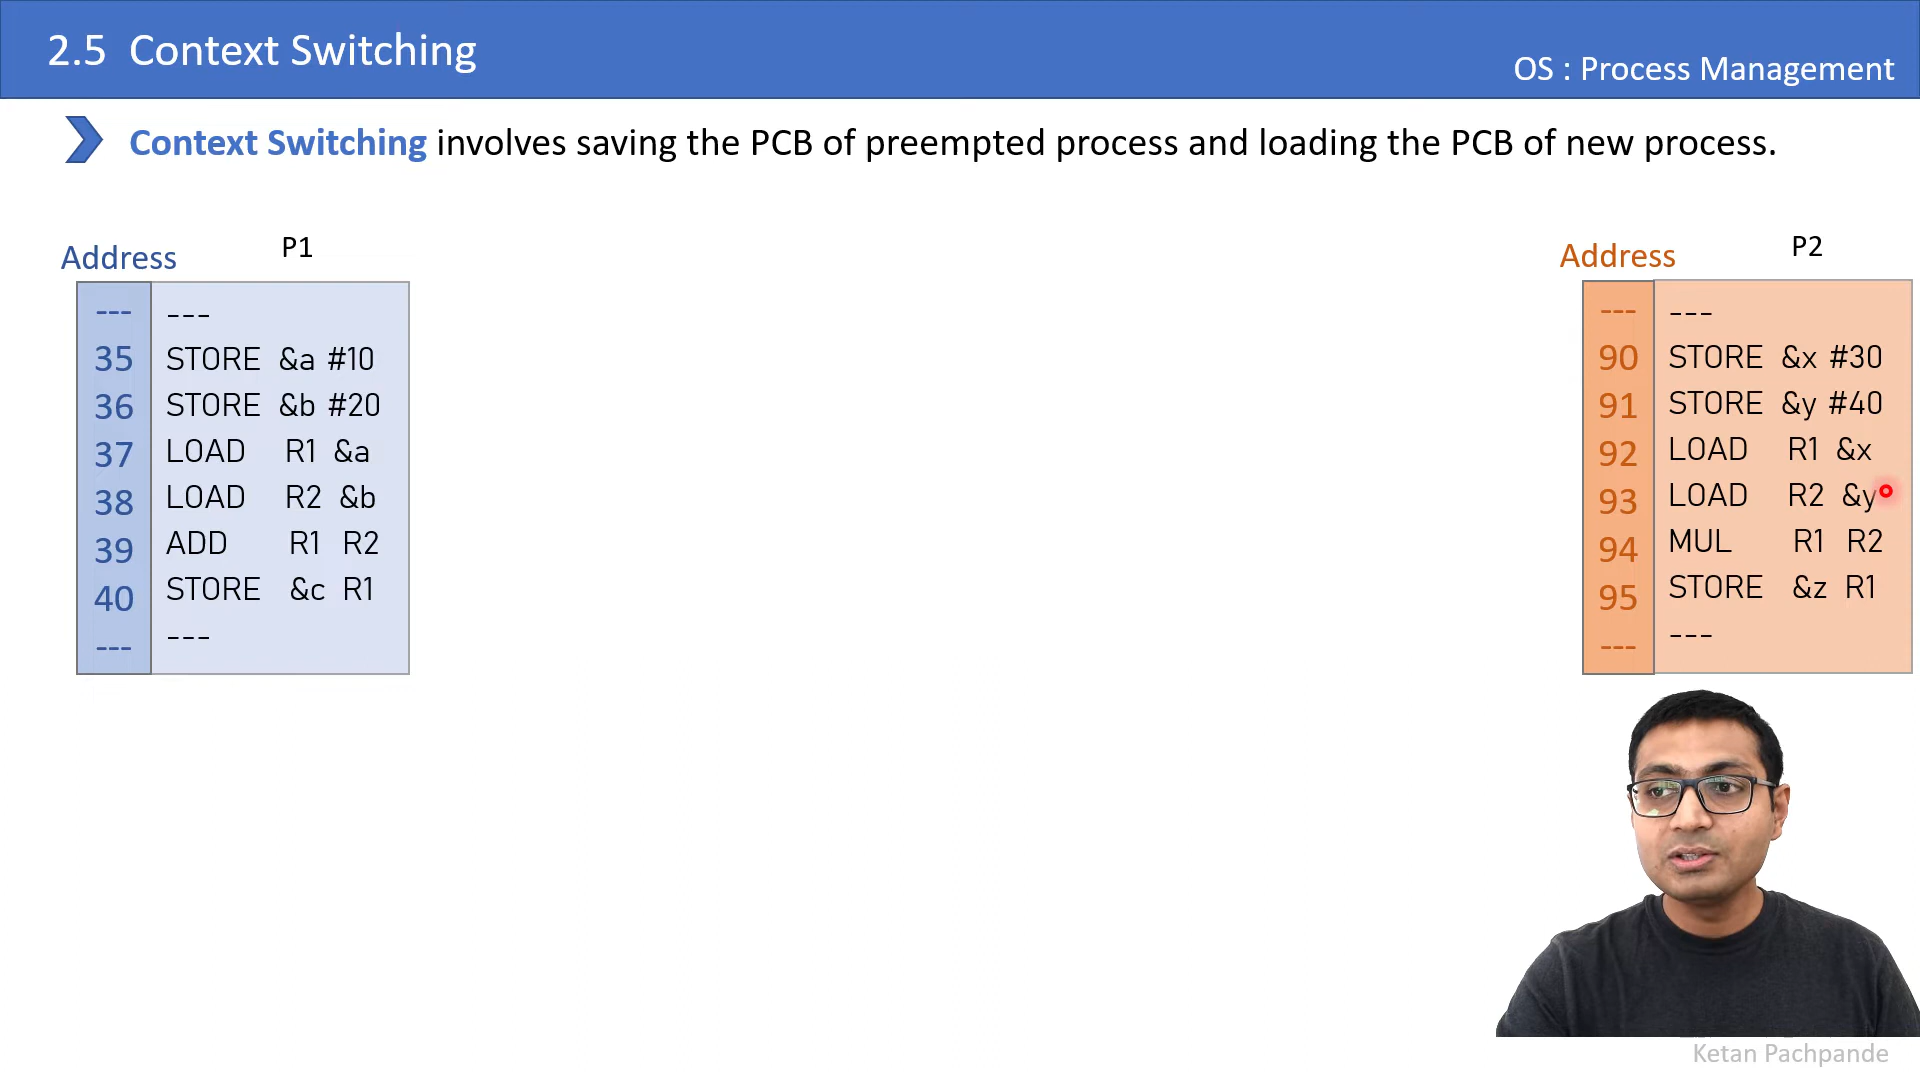 2.5 Context Switching
OS : Process Management
Context Switching involves saving the PCB of preempted process and loading the PCB of new process.
Address P1
--- ---
35 STORE &a #10
36 STORE &b #20
37 LOAD R1 &a
38 LOAD R2 &b
39 ADD R1 R2
40 STORE &c R1
--- ---
Address P2
--- ---
90 STORE &x #30
91 STORE &y #40
92 LOAD R1 &x
93 LOAD R2 &y
94 MUL R1 R2
95 STORE &z R1
--- ---
Ketan Pachpande